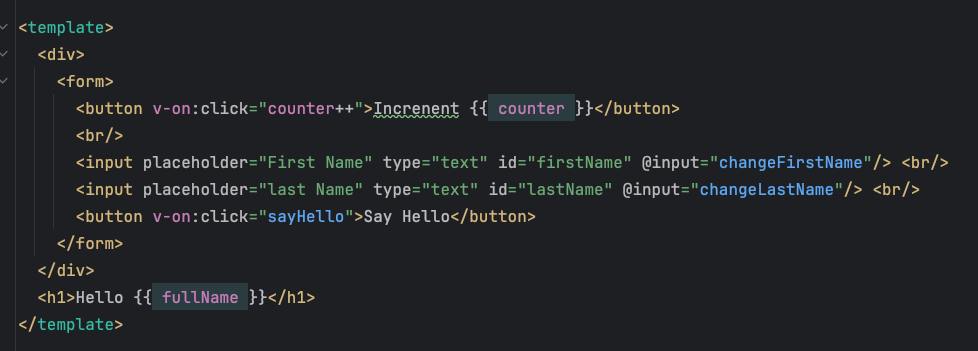 <template>
<div>
<form>
<button v-on:click="counter++">Increnent {{ counter }}</button>
<br/>
<input placeholder="First Name" type="text" id="firstName" @input="changeFirstName"/> <br/>
<input placeholder="last Name" type="text" id="lastName" @input="changeLastName"/> <br/>
<button v-on:click="sayHello">Say Hello</button>
</form>
</div>
<h1>Hello {{ fullName }}</h1>
</template>